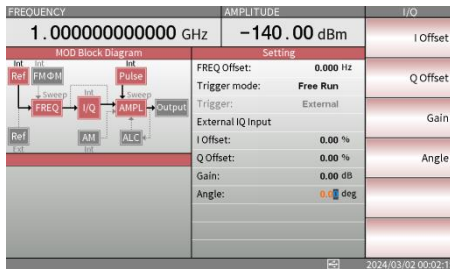 FREQUENCY
AMPLITUDE
I/Q
1.000000000000 GHz
-140.00 dBm
MOD Block Diagram
Setting
Int
Int
Int
Ref
FMΦM
Pulse
Sweep
Int
Sweep
FREQ
I/Q
AMPL
Output
Ref
AM
ALC
Ext
Int
FREQ Offset: 0.000 Hz
Trigger mode: Free Run
Trigger: External
External IQ Input
I Offset: 0.00 %
Q Offset: 0.00 %
Gain: 0.00 dB
Angle: 0.00 deg
I Offset
Q Offset
Gain
Angle
2024/03/02 00:02:1